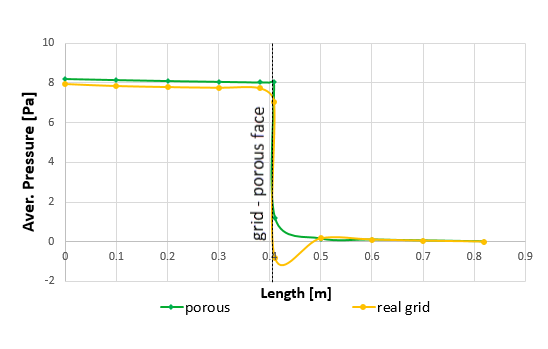 10
8
6
4
2
0
-2
Aver. Pressure [Pa]
grid - porous face
0 0.1 0.2 0.3 0.4 0.5 0.6 0.7 0.8 0.9
Length [m]
porous real grid